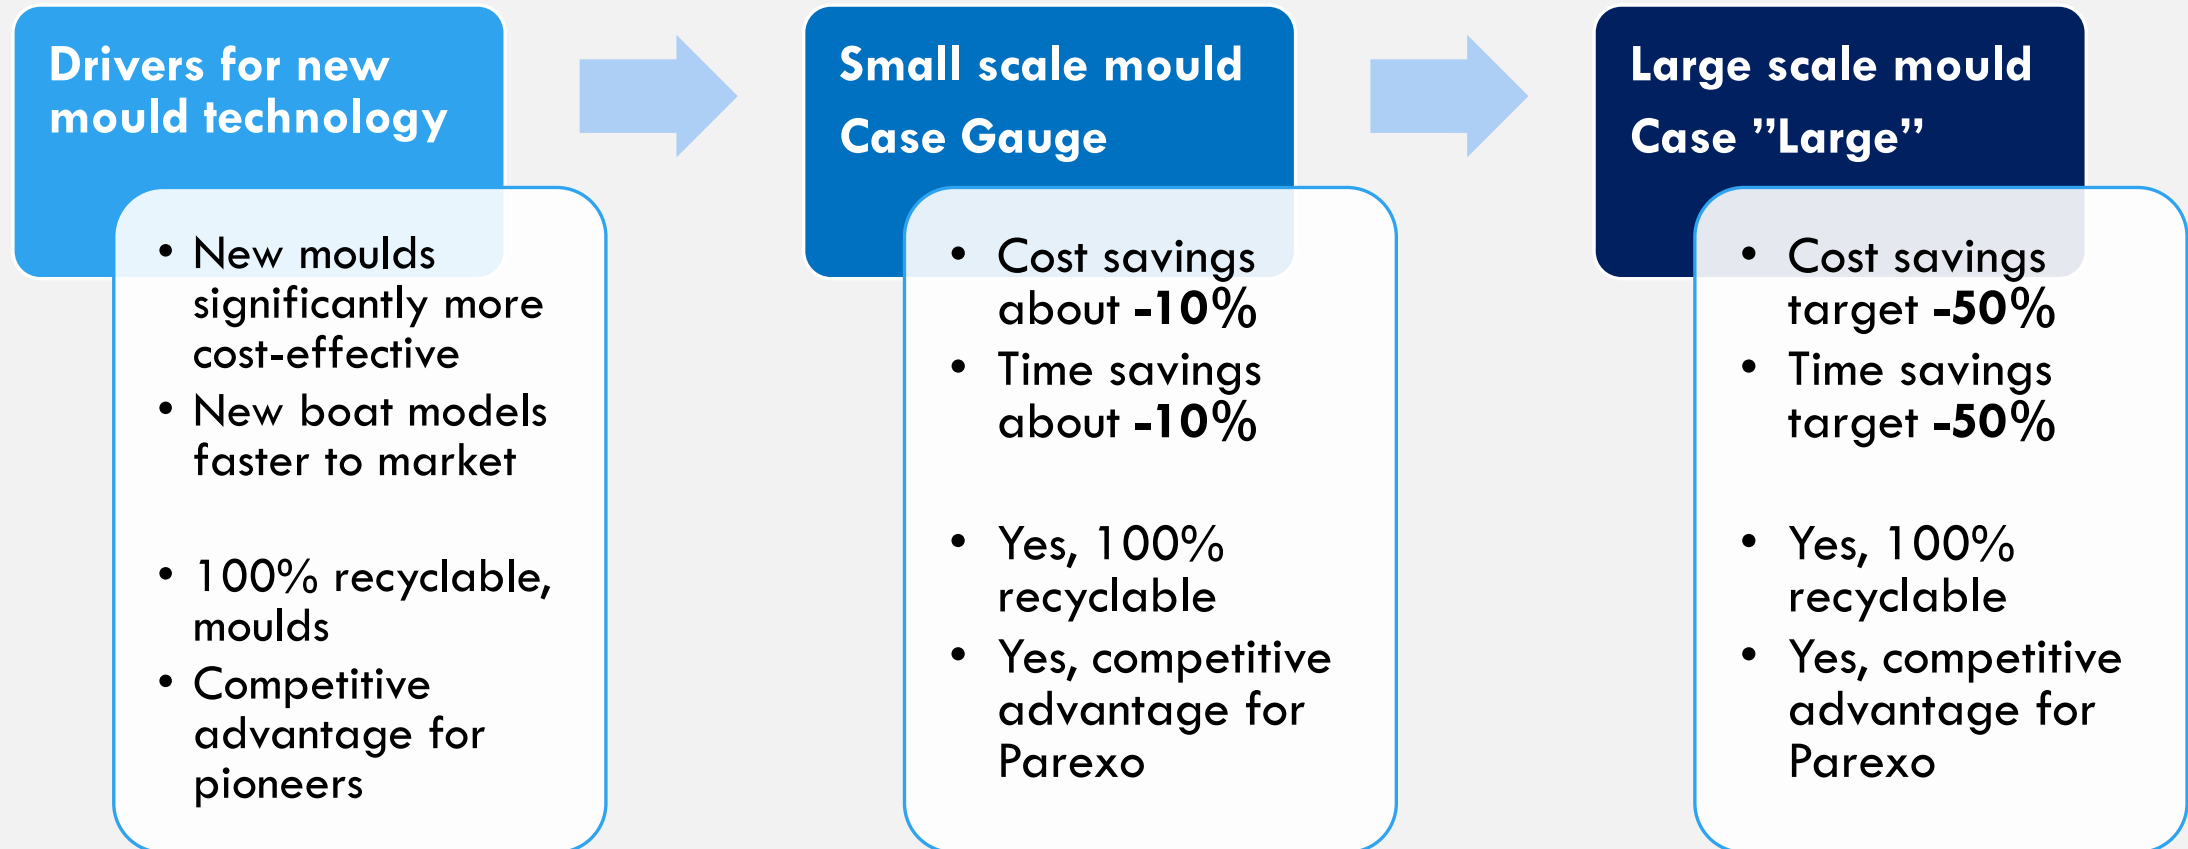 Drivers for new
mould technology
• New moulds
significantly more
cost-effective
• New boat models
faster to market
• 100% recyclable,
moulds
• Competitive
advantage for
pioneers
Small scale mould
Case Gauge
• Cost savings
about -10%
• Time savings
about -10%
• Yes, 100%
recyclable
• Yes, competitive
advantage for
Parexo
Large scale mould
Case ”Large”
• Cost savings
target -50%
• Time savings
target -50%
• Yes, 100%
recyclable
• Yes, competitive
advantage for
Parexo